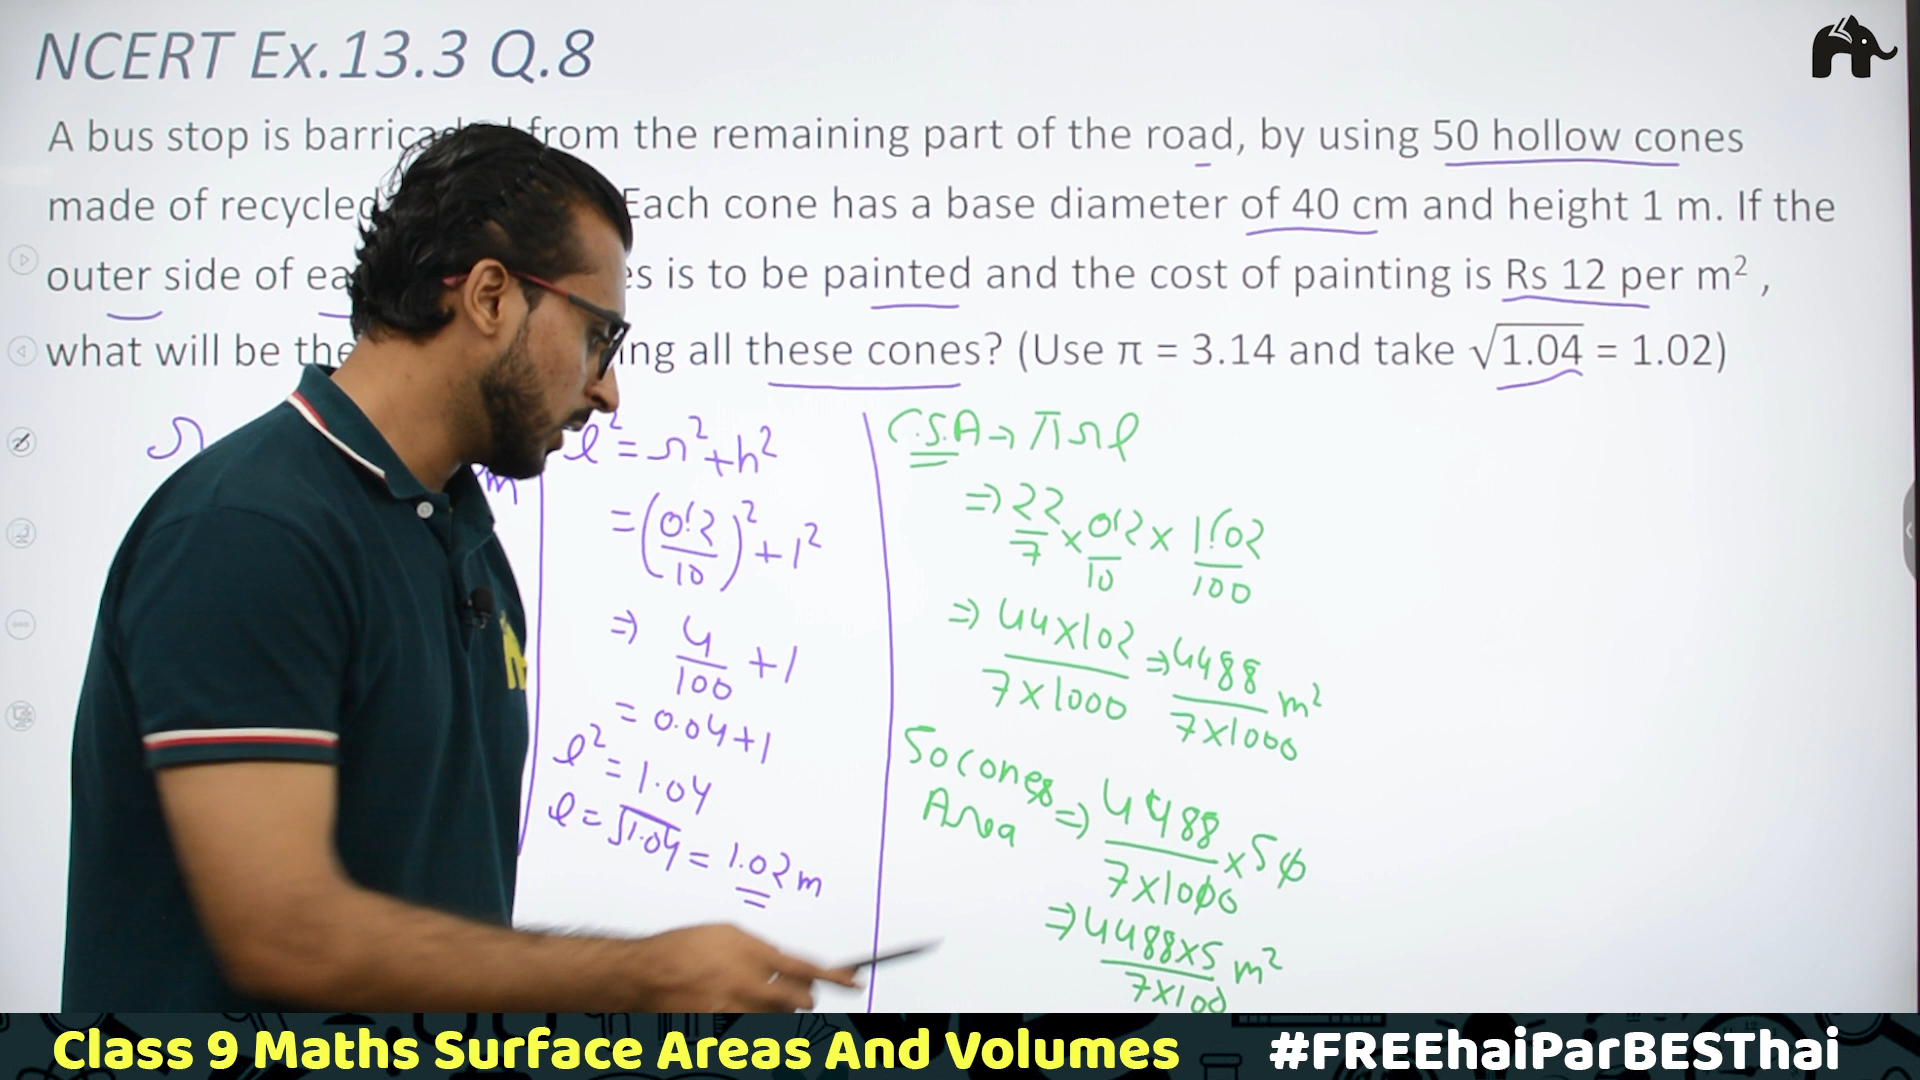 NCERT Ex.13.3 Q.8
A bus stop is from the remaining part of the road, by using 50 hollow cones
made of recycled Each cone has a base diameter of 40 cm and height 1 m. If the
outer side of is to be painted and the cost of painting is Rs 12 per m² ,
what will be the all these cones? (Use π = 3.14 and take √1.04 = 1.02)
r
m
l² = r² + h²
= (0.2/10)² + 1²
⇒ 4/100 + 1
= 0.04 + 1
l² = 1.04
l = √1.04 = 1.02 m
C.S.A → πrl
⇒ 22/7 × 0.2/10 × 1.02/100
⇒ 44×102/7×1000 ⇒ 4488/7×1000 m²
50 Cones Area ⇒ 4488/7×1000 × 50
⇒ 4488×5/7×100 m²
Class 9 Maths Surface Areas And Volumes #FREEhaiParBESThai